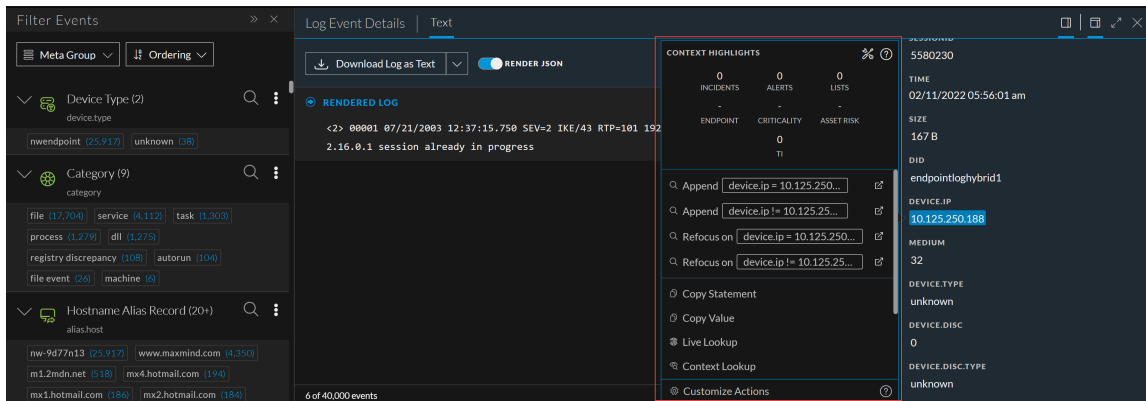 Filter Events
Meta Group
Ordering
Device Type (2)
device.type
nwendpoint (25,917) unknown (38)
Category (9)
category
file (17,704) service (4,112) task (1,303)
process (1,279) dll (1,275)
registry discrepancy (108) autorun (104)
file event (26) machine (6)
Hostname Alias Record (20+)
alias.host
nw-9d77n13 (25,917) www.maxmind.com (4,350)
m1.2mdn.net (518) mx4.hotmail.com (194)
mx1.hotmail.com (186) mx2.hotmail.com (184)
Log Event Details Text
Download Log as Text RENDER JSON
RENDERED LOG
<2> 00001 07/21/2003 12:37:15.750 SEV=2 IKE/43 RTP=101 192
2.16.0.1 session already in progress
6 of 40,000 events
CONTEXT HIGHLIGHTS
0 0 0
INCIDENTS ALERTS LISTS
- - -
ENDPOINT CRITICALITY ASSET RISK
0
TI
Append device.ip = 10.125.250...
Append device.ip != 10.125.25...
Refocus on device.ip = 10.125.250...
Refocus on device.ip != 10.125.25...
Copy Statement
Copy Value
Live Lookup
Context Lookup
Customize Actions
SESSIONID
5580230
TIME
02/11/2022 05:56:01 am
SIZE
167 B
DID
endpointloghybrid1
DEVICE.IP
10.125.250.188
MEDIUM
32
DEVICE.TYPE
unknown
DEVICE.DISC
0
DEVICE.DISC.TYPE
unknown